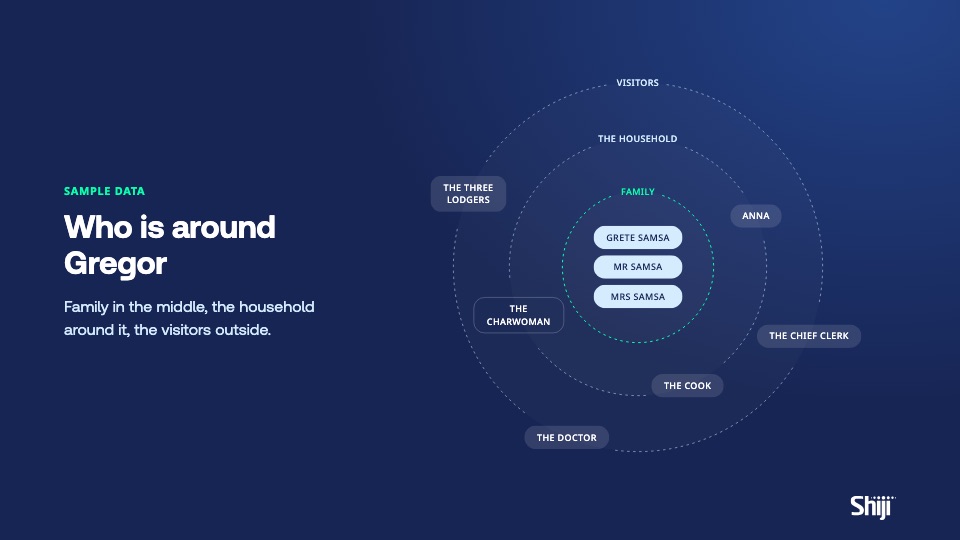 SAMPLE DATA
Who is around
Gregor
Family in the middle, the household
around it, the visitors outside.
VISITORS
THE HOUSEHOLD
FAMILY
THE THREE
LODGERS
ANNA
GRETE SAMSA
MR SAMSA
MRS SAMSA
THE
CHARWOMAN
THE CHIEF CLERK
THE COOK
THE DOCTOR
Shiji